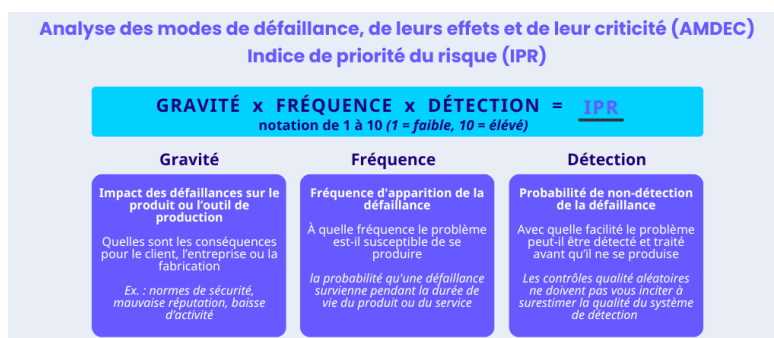 Analyse des modes de défaillance, de leurs effets et de leur criticité (AMDEC)
Indice de priorité du risque (IPR)
GRAVITÉ x FRÉQUENCE x DÉTECTION = IPR
notation de 1 à 10 (1 = faible, 10 = élévé)
Gravité
Impact des défaillances sur le
produit ou l'outil de
production
Quelles sont les conséquences
pour le client, l'entreprise ou la
fabrication
Ex. : normes de sécurité,
mauvaise réputation, baisse
d'activité
Fréquence
Fréquence d'apparition de la
défaillance
À quelle fréquence le problème
est-il susceptible de se
produire
la probabilité qu'une défaillance
survienne pendant la durée de
vie du produit ou du service
Détection
Probabilité de non-détection
de la défaillance
Avec quelle facilité le problème
peut-il être détecté et traité
avant qu'il ne se produise
Les contrôles qualité aléatoires
ne doivent pas vous inciter à
surestimer la qualité du système
de détection